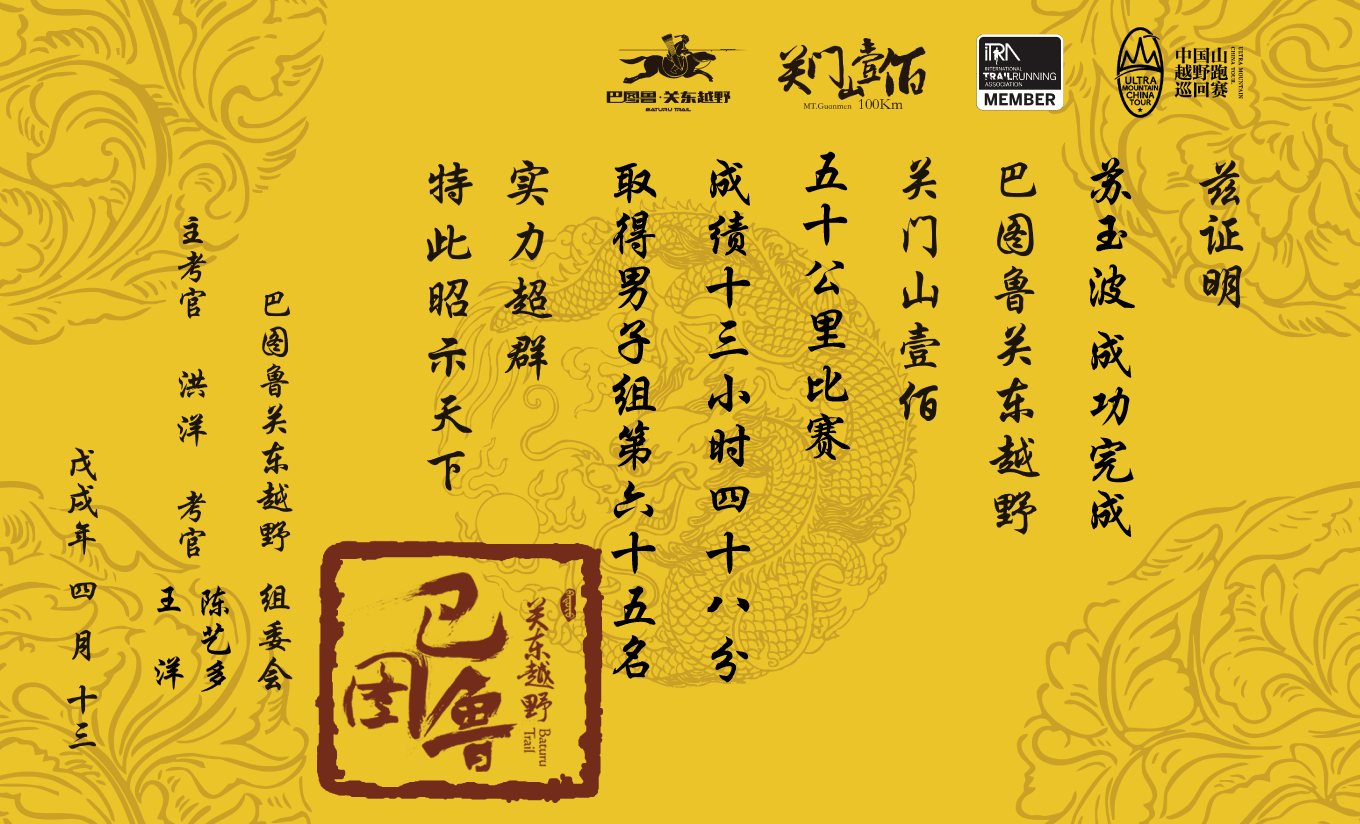 巴图鲁·关东越野
BATURU TRAIL
关门山壹佰
MT.Guanmen 100Km
iTRA
INTERNATIONAL
TRAILRUNNING
ASSOCIATION
MEMBER
ULTRA
MOUNTAIN
CHINA
TOUR
中国山
越野跑
巡回赛
ULTRA MOUNTAIN
CHINA TOUR
兹证明
苏玉波 成功完成
巴图鲁关东越野
关门山壹佰
五十公里比赛
成绩十三小时四十八分
取得男子组第六十五名
实力超群
特此昭示天下
巴图鲁关东越野 组委会
主考官 洪洋 考官 陈艺多
王洋
戊戌年 四月 十三
巴图鲁
关东越野
Baturu
Trail